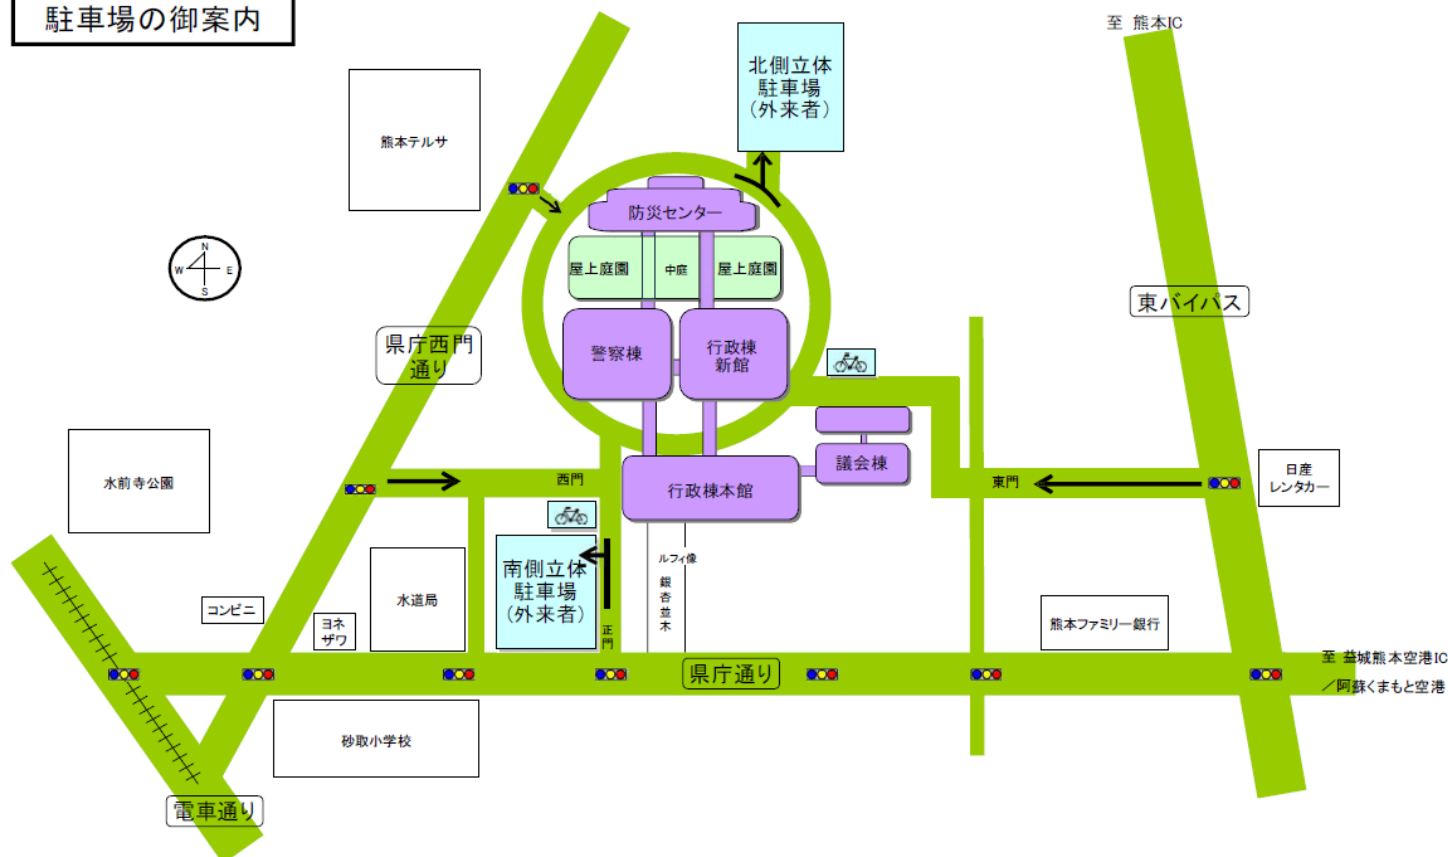 駐車場の御案内
至 熊本IC
北側立体
駐車場
(外来者)
熊本テルサ
防災センター
屋上庭園
中庭
屋上庭園
N
W
E
S
東バイパス
県庁西門
通り
警察棟
行政棟
新館
水前寺公園
議会棟
日産
レンタカー
西門
行政棟本館
東門
南側立体
駐車場
(外来者)
ルフィ像
銀杏並木
水道局
コンビニ
ヨネ
ザワ
正門
熊本ファミリー銀行
県庁通り
至 益城熊本空港IC
/阿蘇くまもと空港
砂取小学校
電車通り